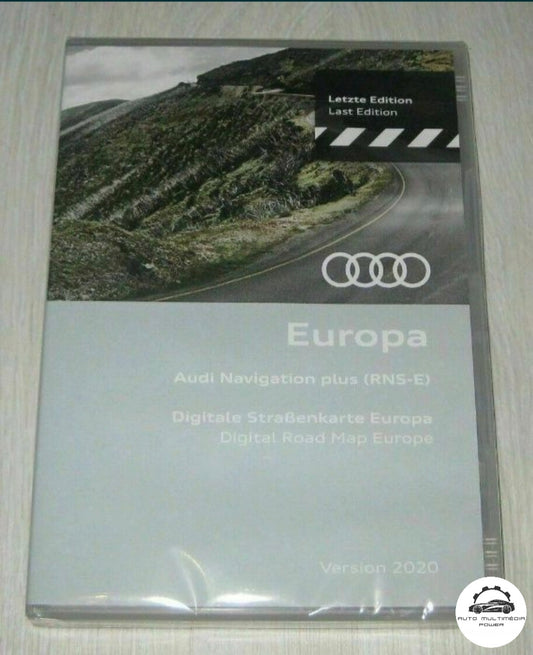 Letzte Edition
Last Edition
Europa
Audi Navigation plus (RNS-E)
Digitale Straßenkarte Europa
Digital Road Map Europe
Version 2020
AUTO MULTIMÉDIA
POWER